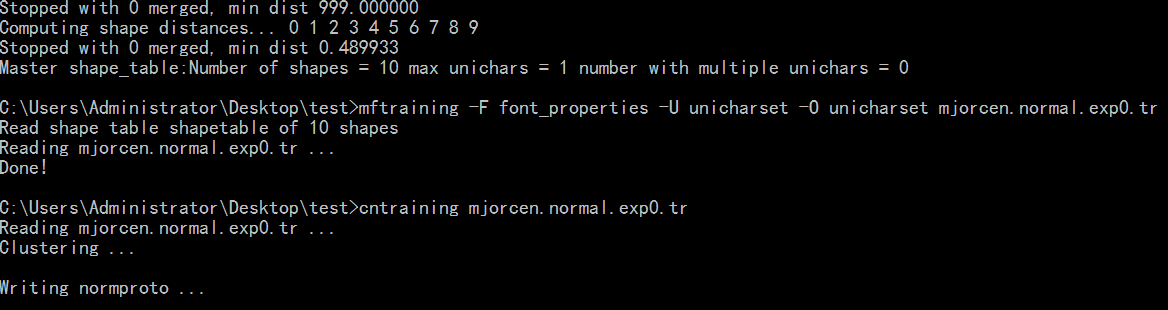 Stopped with 0 merged, min dist 999.000000
Computing shape distances... 0 1 2 3 4 5 6 7 8 9
Stopped with 0 merged, min dist 0.489933
Master shape_table:Number of shapes = 10 max unichars = 1 number with multiple unichars = 0
C:\Users\Administrator\Desktop\test>mftraining -F font_properties -U unicharset -O unicharset mjorcen.normal.exp0.tr
Read shape table shapetable of 10 shapes
Reading mjorcen.normal.exp0.tr ...
Done!
C:\Users\Administrator\Desktop\test>cntraining mjorcen.normal.exp0.tr
Reading mjorcen.normal.exp0.tr ...
Clustering ...
Writing normproto ...